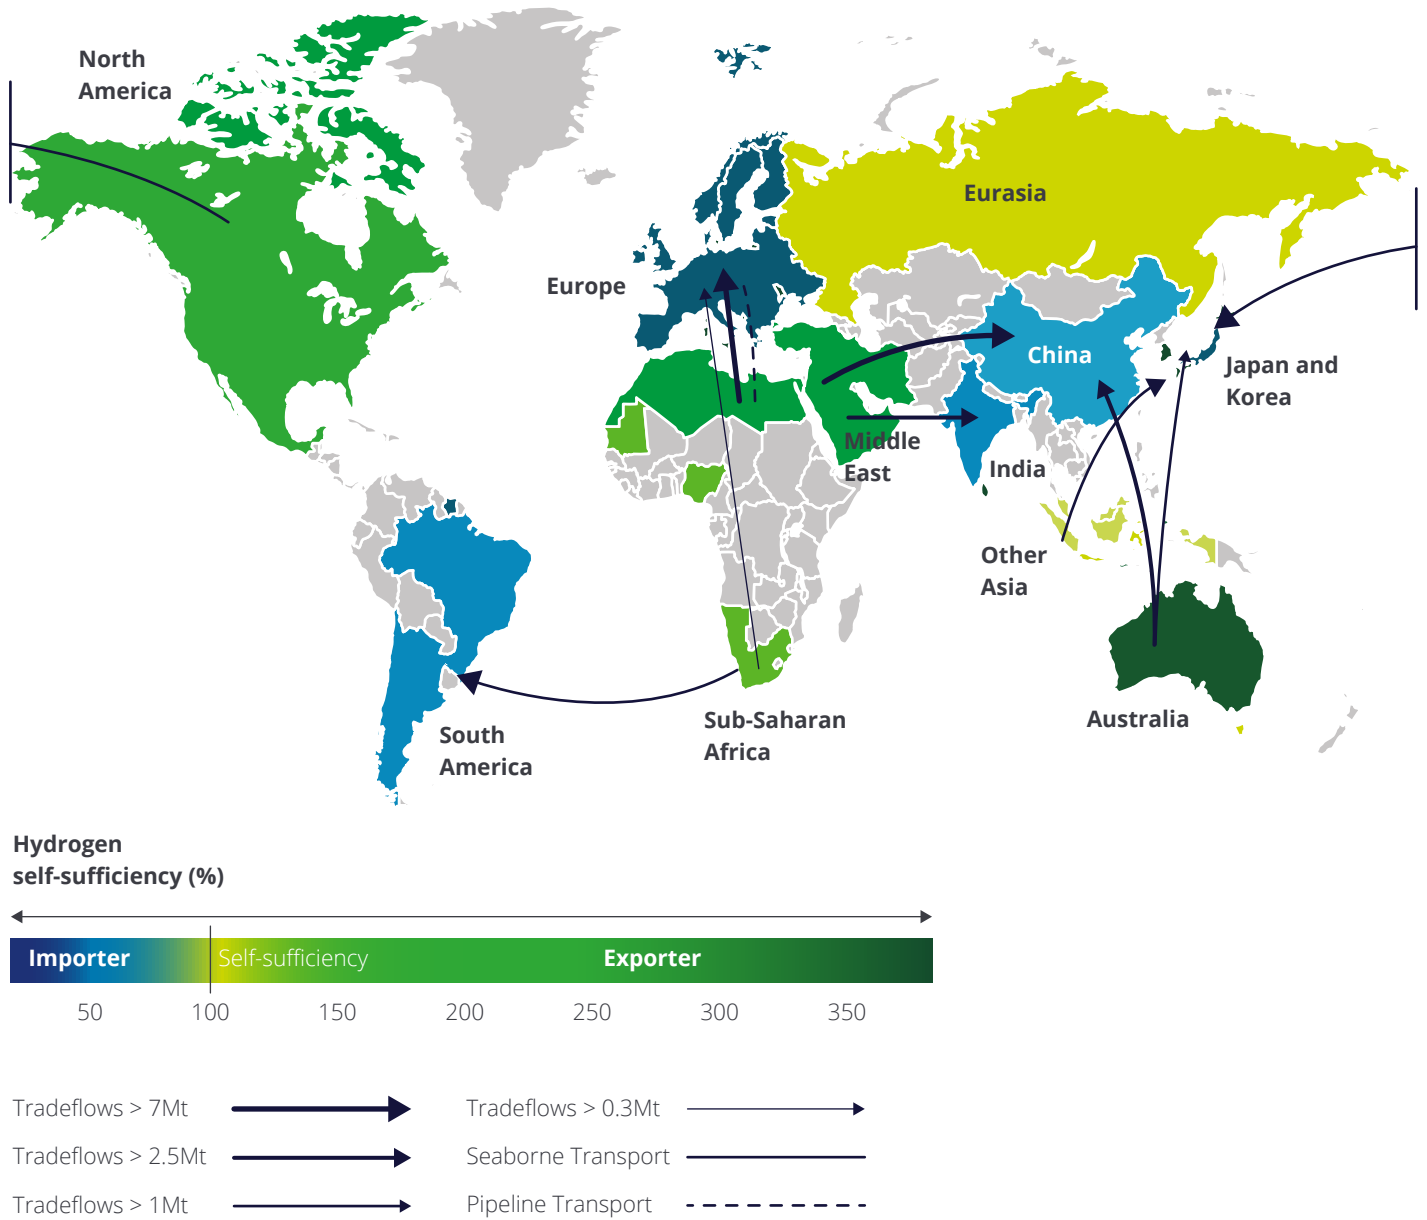 North
America
Eurasia
Europe
China
Japan and
Korea
Middle
East
India
Other
Asia
Sub-Saharan
Africa
Australia
South
America
Hydrogen
self-sufficiency (%)
Importer Self-sufficiency Exporter
50 100 150 200 250 300 350
Tradeflows > 7Mt Tradeflows > 0.3Mt
Tradeflows > 2.5Mt Seaborne Transport
Tradeflows > 1Mt Pipeline Transport